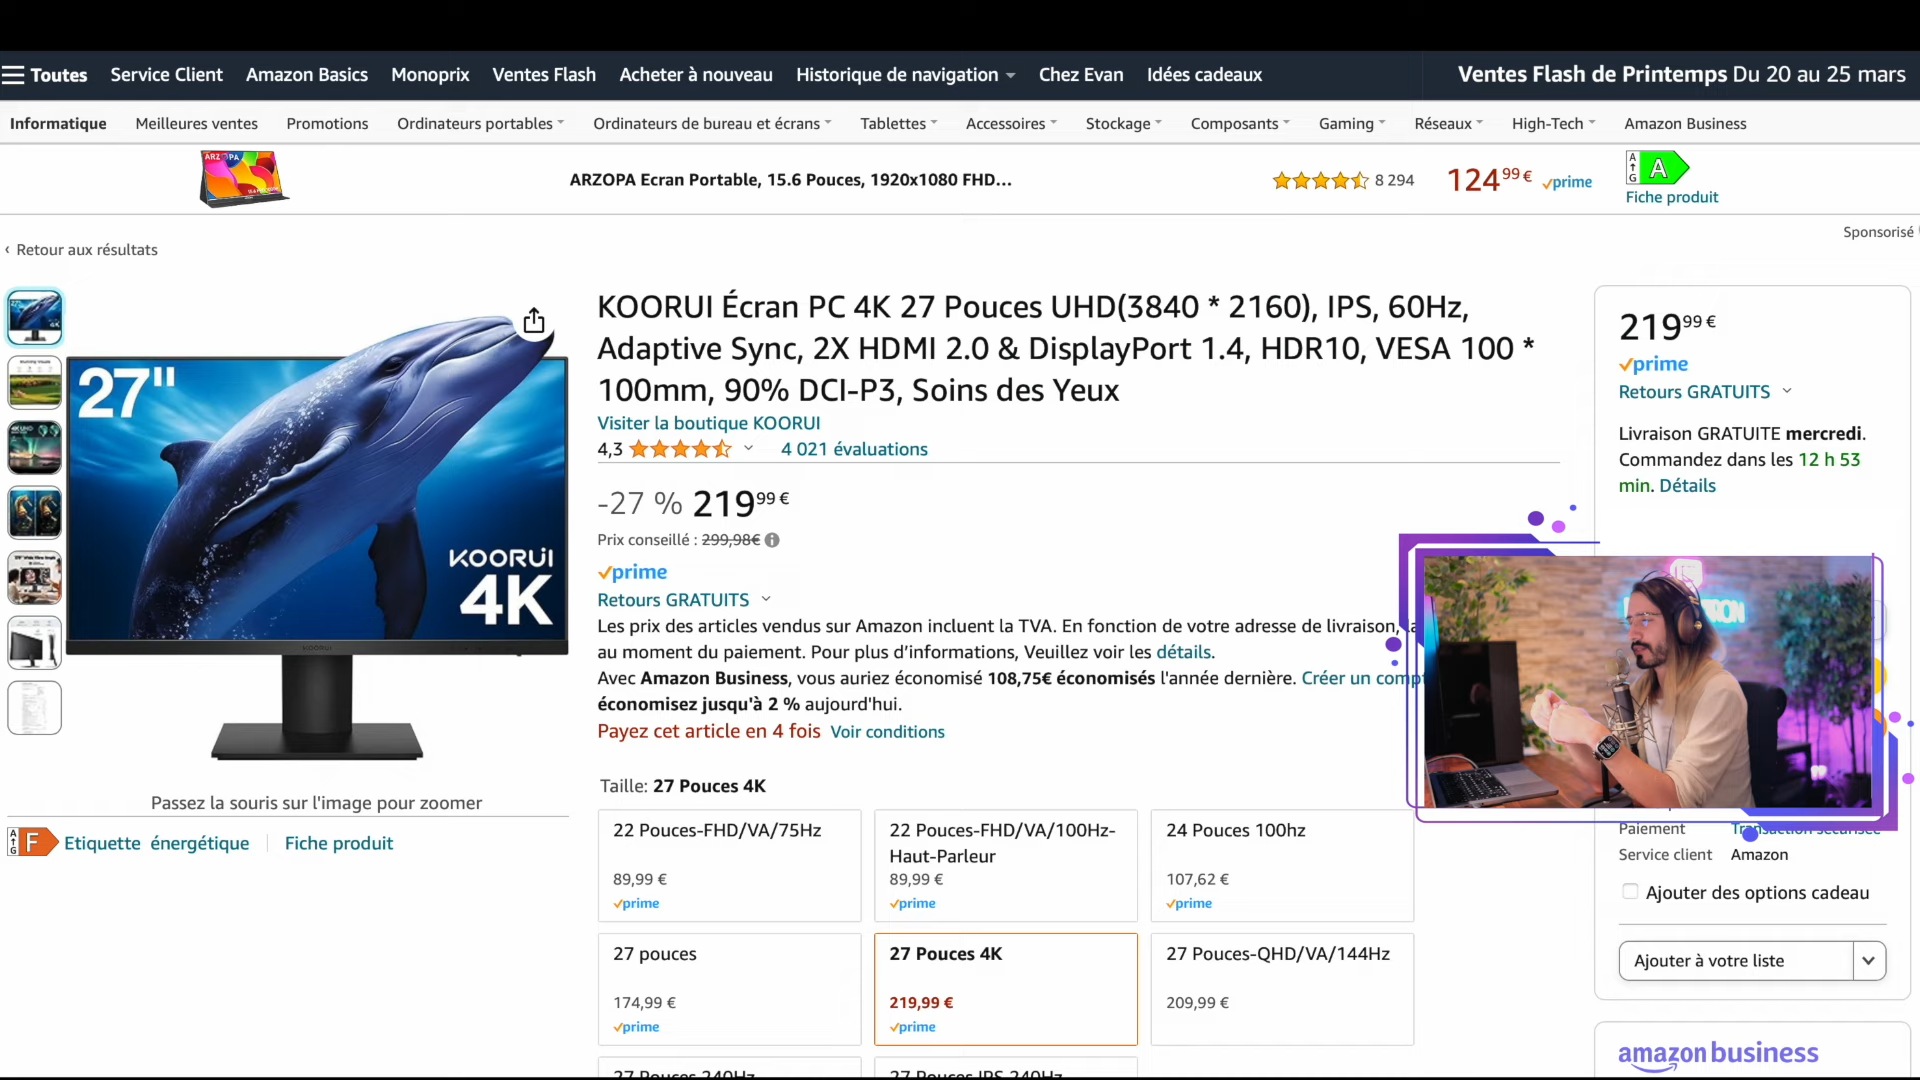 Toutes Service Client Amazon Basics Monoprix Ventes Flash Acheter à nouveau Historique de navigation Chez Evan Idées cadeaux Ventes Flash de Printemps Du 20 au 25 mars
Informatique Meilleures ventes Promotions Ordinateurs portables Ordinateurs de bureau et écrans Tablettes Accessoires Stockage Composants Gaming Réseaux High-Tech Amazon Business
ARZOPA Ecran Portable, 15.6 Pouces, 1920x1080 FHD... 8 294 124,99 € prime A
Fiche produit
Sponsorisé
‹ Retour aux résultats
KOORUI Écran PC 4K 27 Pouces UHD(3840 * 2160), IPS, 60Hz,
Adaptive Sync, 2X HDMI 2.0 & DisplayPort 1.4, HDR10, VESA 100 *
100mm, 90% DCI-P3, Soins des Yeux
Visiter la boutique KOORUI
4,3 4 021 évaluations
-27 % 219,99 €
Prix conseillé : 299,98€
prime
Retours GRATUITS
Les prix des articles vendus sur Amazon incluent la TVA. En fonction de votre adresse de livraison,
au moment du paiement. Pour plus d’informations, Veuillez voir les détails.
Avec Amazon Business, vous auriez économisé 108,75€ économisés l'année dernière. Créer un
économisez jusqu'à 2 % aujourd'hui.
Payez cet article en 4 fois Voir conditions
27"
KOORUI
4K
KOORUI
Passez la souris sur l'image pour zoomer
F Etiquette énergétique Fiche produit
Taille: 27 Pouces 4K
22 Pouces-FHD/VA/75Hz
89,99 €
prime
22 Pouces-FHD/VA/100Hz-
Haut-Parleur
89,99 €
prime
24 Pouces 100hz
107,62 €
prime
27 pouces
174,99 €
prime
27 Pouces 4K
219,99 €
prime
27 Pouces-QHD/VA/144Hz
209,99 €
27 Pouces 240Hz
27 Pouces IPS 240Hz
219,99 €
prime
Retours GRATUITS
Livraison GRATUITE mercredi.
Commandez dans les 12 h 53
min. Détails
Paiement Transaction sécurisée
Service client Amazon
Ajouter des options cadeau
Ajouter à votre liste
amazon business